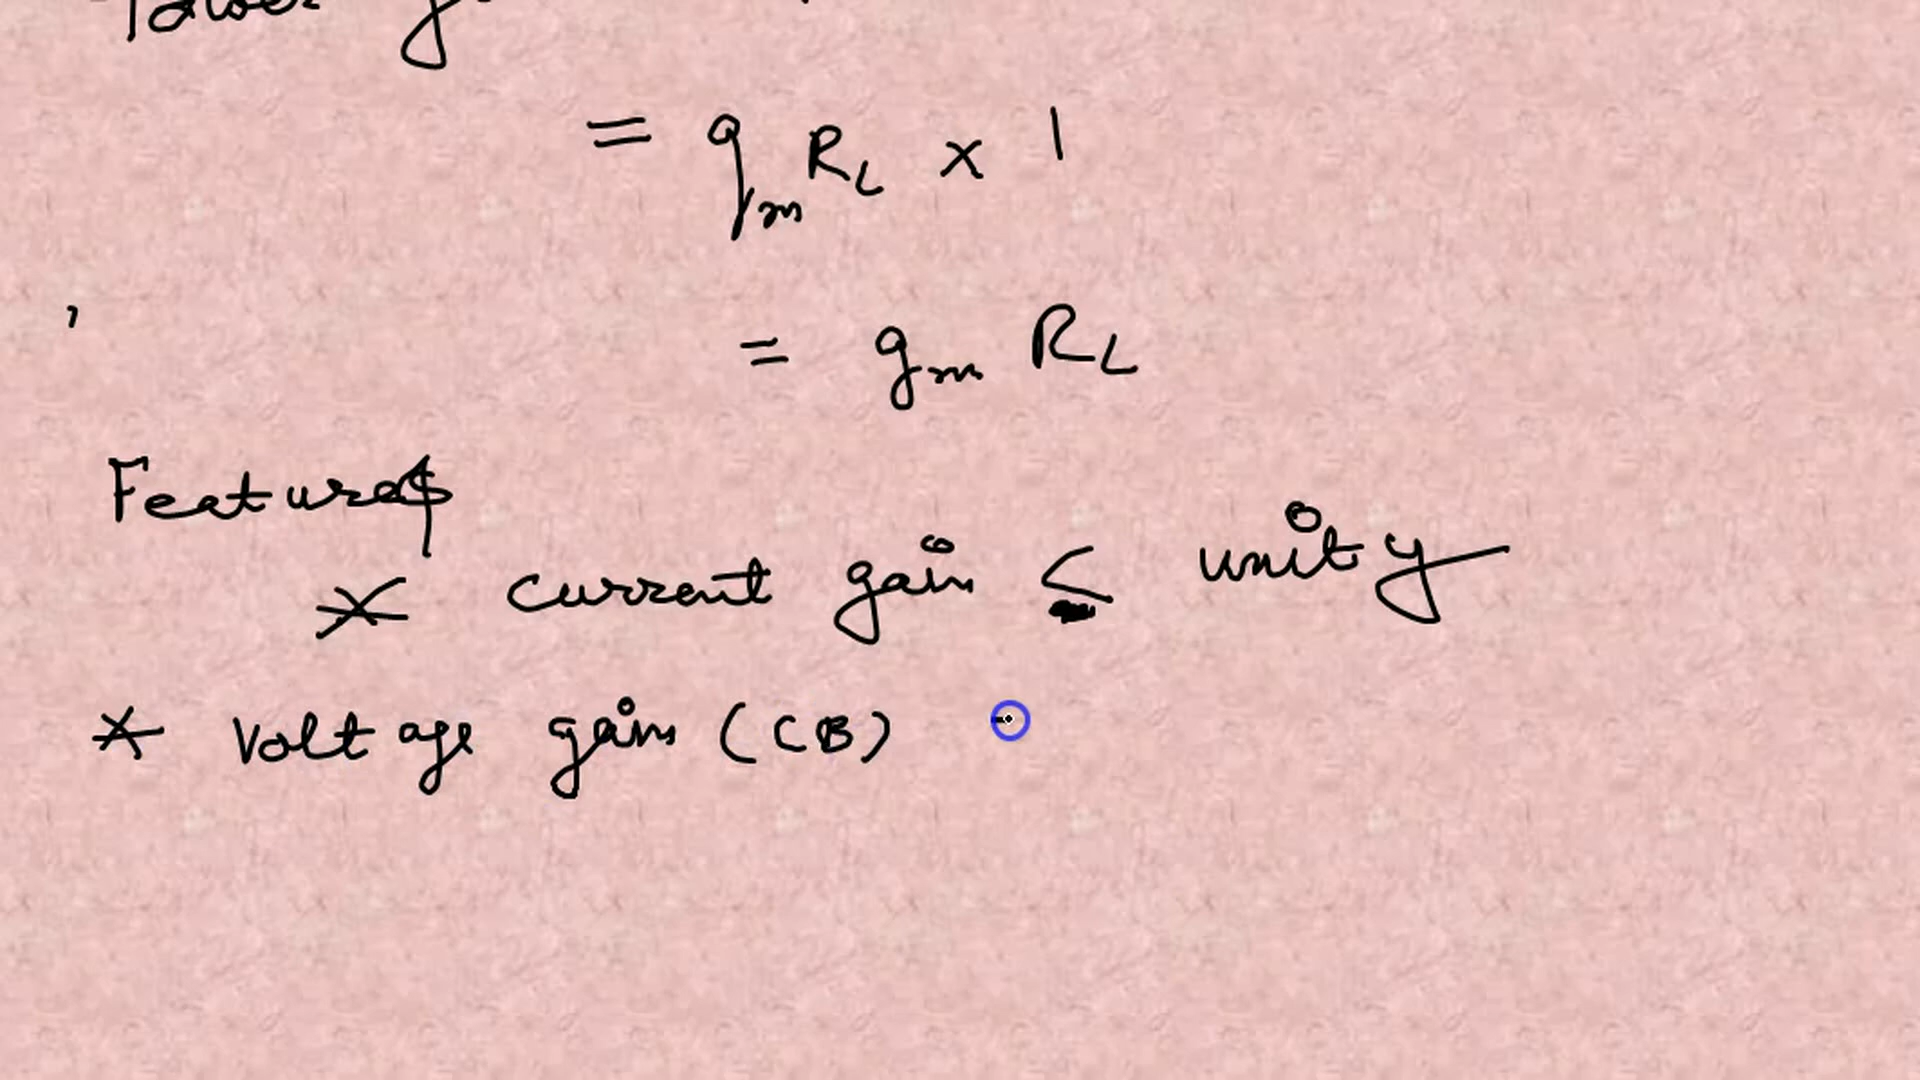 = gm RL x 1
= gm RL
Features
* current gain ≤ unity
* Voltage gain (CB)